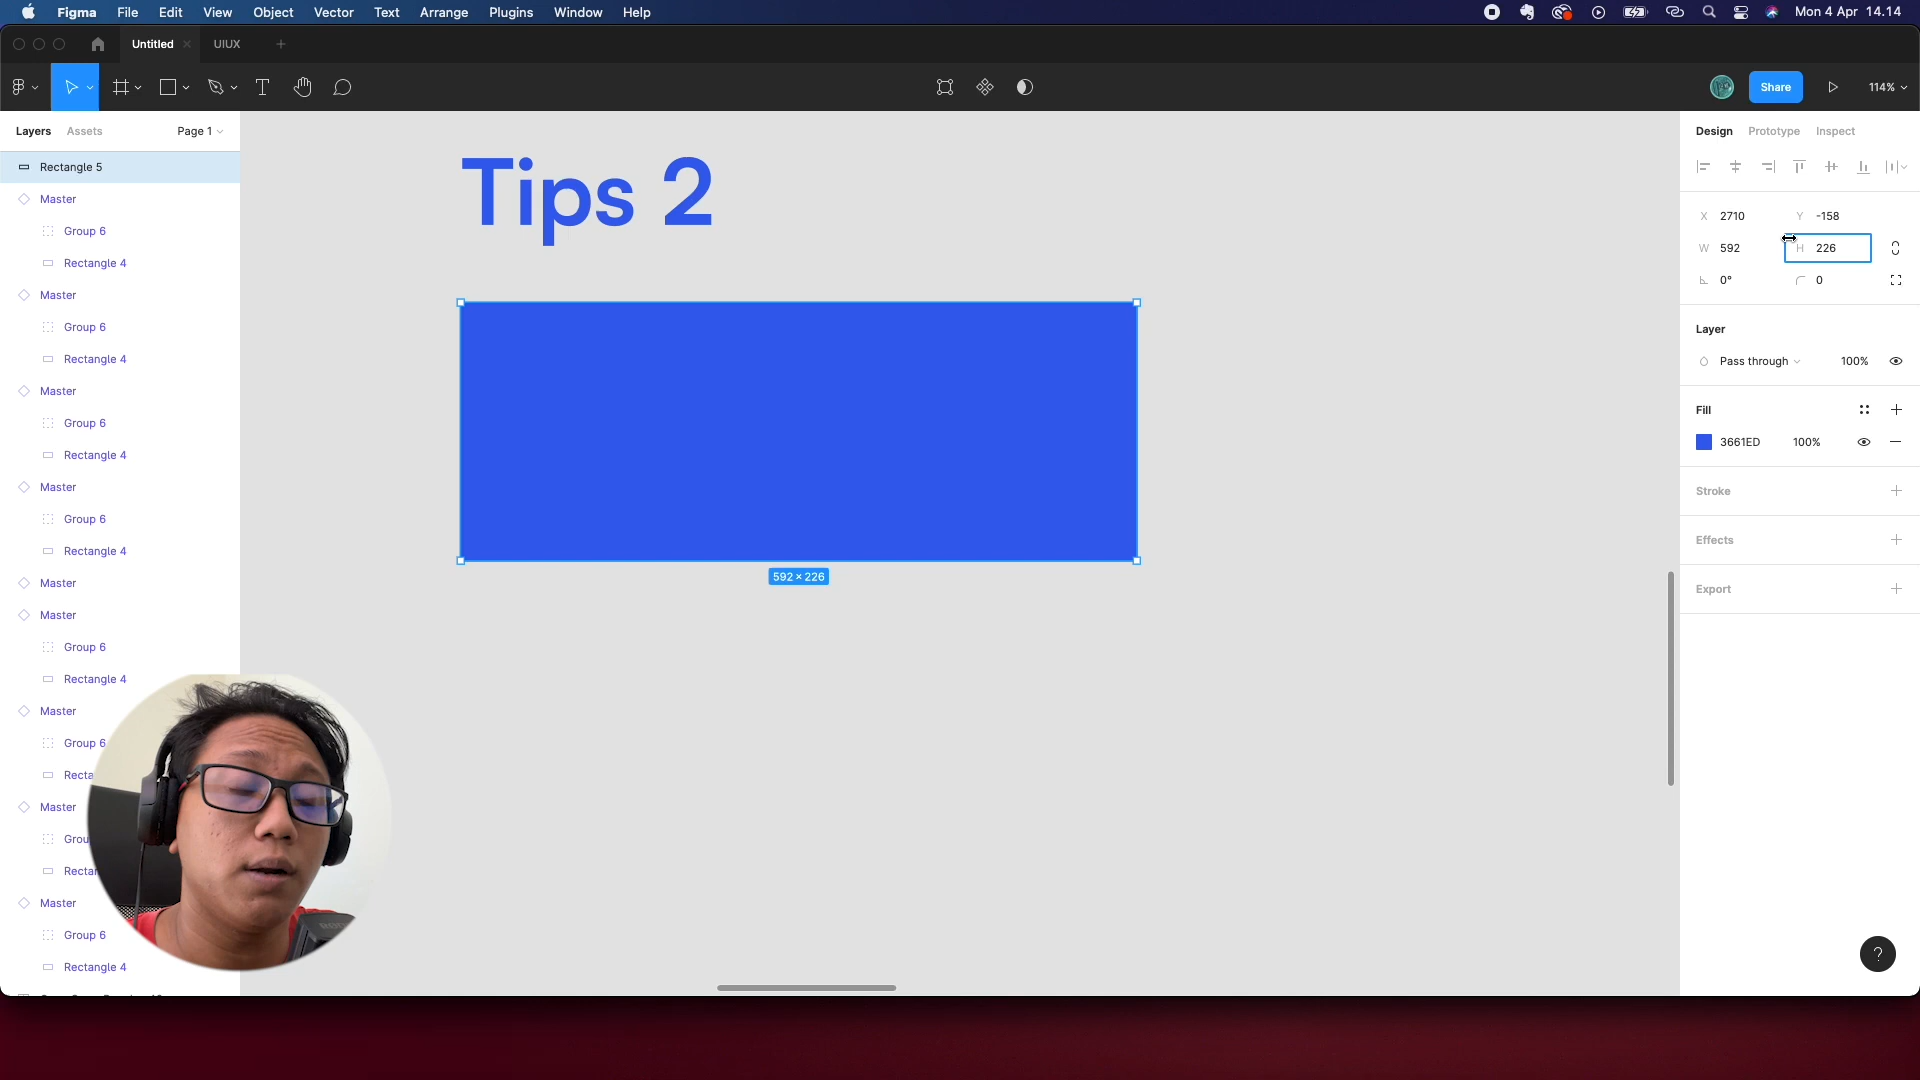 Figma File Edit View Object Vector Text Arrange Plugins Window Help Mon 4 Apr 14.14
Untitled UIUX
Share 114%
Layers Assets Page 1
Rectangle 5
Master
Group 6
Rectangle 4
Master
Group 6
Rectangle 4
Master
Group 6
Rectangle 4
Master
Group 6
Rectangle 4
Master
Master
Group 6
Rectangle 4
Master
Group 6
Recta
Master
Grou
Rectan
Master
Group 6
Rectangle 4
Tips 2
592 × 226
Design Prototype Inspect
X 2710 Y -158
W 592 H 226
0° 0
Layer
Pass through 100%
Fill
3661ED 100%
Stroke
Effects
Export
?